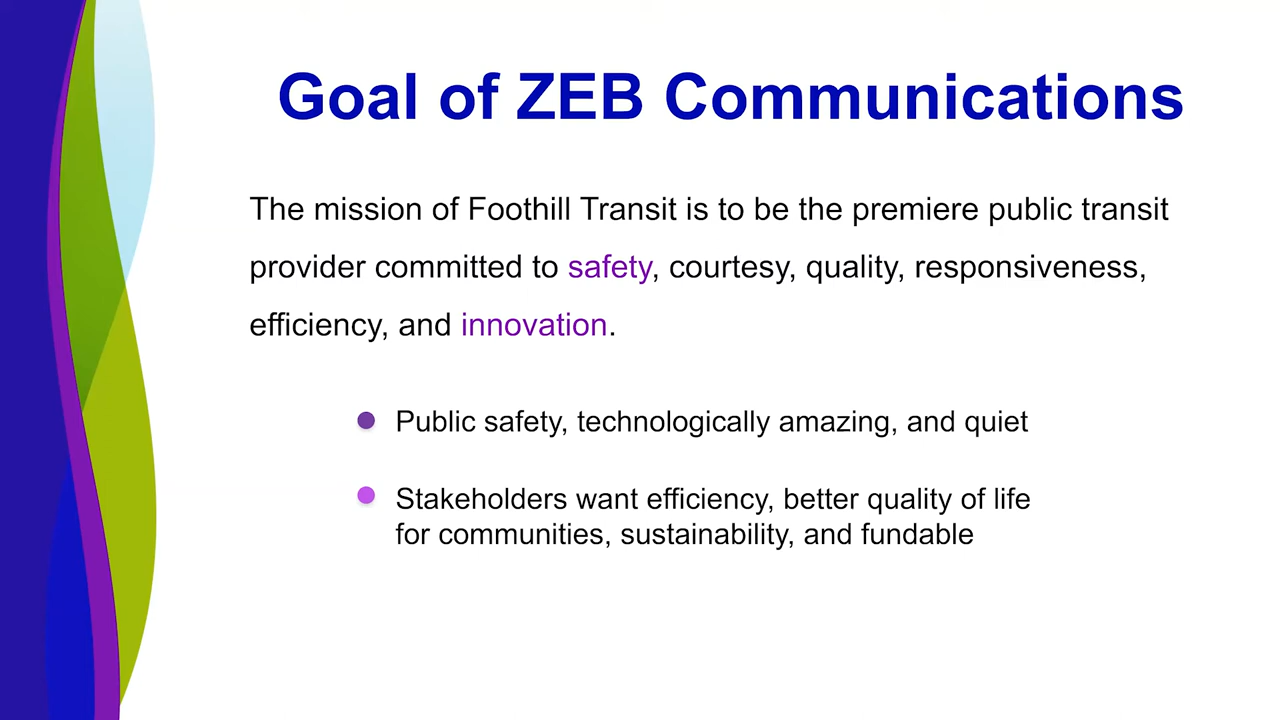 Goal of ZEB Communications
The mission of Foothill Transit is to be the premiere public transit
provider committed to safety, courtesy, quality, responsiveness,
efficiency, and innovation.
Public safety, technologically amazing, and quiet
Stakeholders want efficiency, better quality of life
for communities, sustainability, and fundable